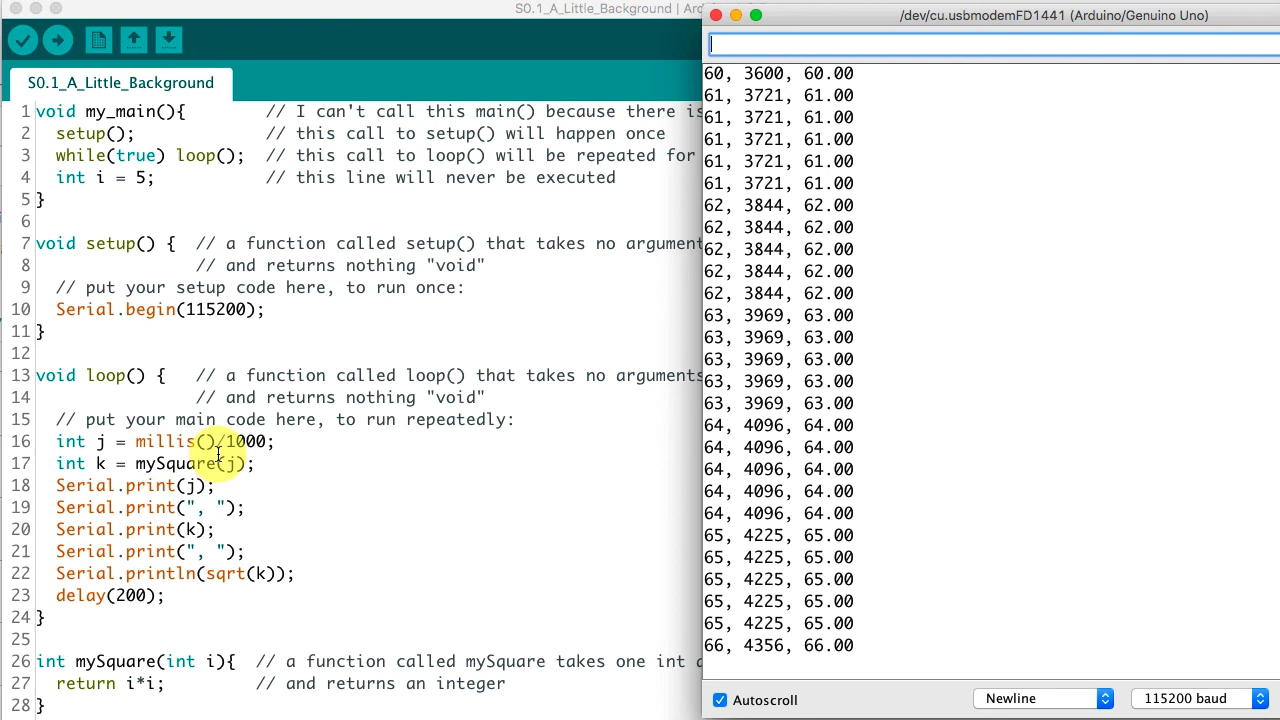 S0.1_A_Little_Background | Ar
S0.1_A_Little_Background
1 void my_main(){        // I can't call this main() because there is
2   setup();             // this call to setup() will happen once
3   while(true) loop();  // this call to loop() will be repeated for
4   int i = 5;           // this line will never be executed
5 }
6
7 void setup() {  // a function called setup() that takes no argument
8                 // and returns nothing "void"
9   // put your setup code here, to run once:
10   Serial.begin(115200);
11 }
12
13 void loop() {   // a function called loop() that takes no arguments
14                 // and returns nothing "void"
15   // put your main code here, to run repeatedly:
16   int j = millis()/1000;
17   int k = mySquare(j);
18   Serial.print(j);
19   Serial.print(", ");
20   Serial.print(k);
21   Serial.print(", ");
22   Serial.println(sqrt(k));
23   delay(200);
24 }
25
26 int mySquare(int i){  // a function called mySquare takes one int a
27   return i*i;         // and returns an integer
28 }
/dev/cu.usbmodemFD1441 (Arduino/Genuino Uno)
60, 3600, 60.00
61, 3721, 61.00
61, 3721, 61.00
61, 3721, 61.00
61, 3721, 61.00
61, 3721, 61.00
62, 3844, 62.00
62, 3844, 62.00
62, 3844, 62.00
62, 3844, 62.00
62, 3844, 62.00
63, 3969, 63.00
63, 3969, 63.00
63, 3969, 63.00
63, 3969, 63.00
63, 3969, 63.00
64, 4096, 64.00
64, 4096, 64.00
64, 4096, 64.00
64, 4096, 64.00
64, 4096, 64.00
65, 4225, 65.00
65, 4225, 65.00
65, 4225, 65.00
65, 4225, 65.00
65, 4225, 65.00
66, 4356, 66.00
Autoscroll
Newline
115200 baud